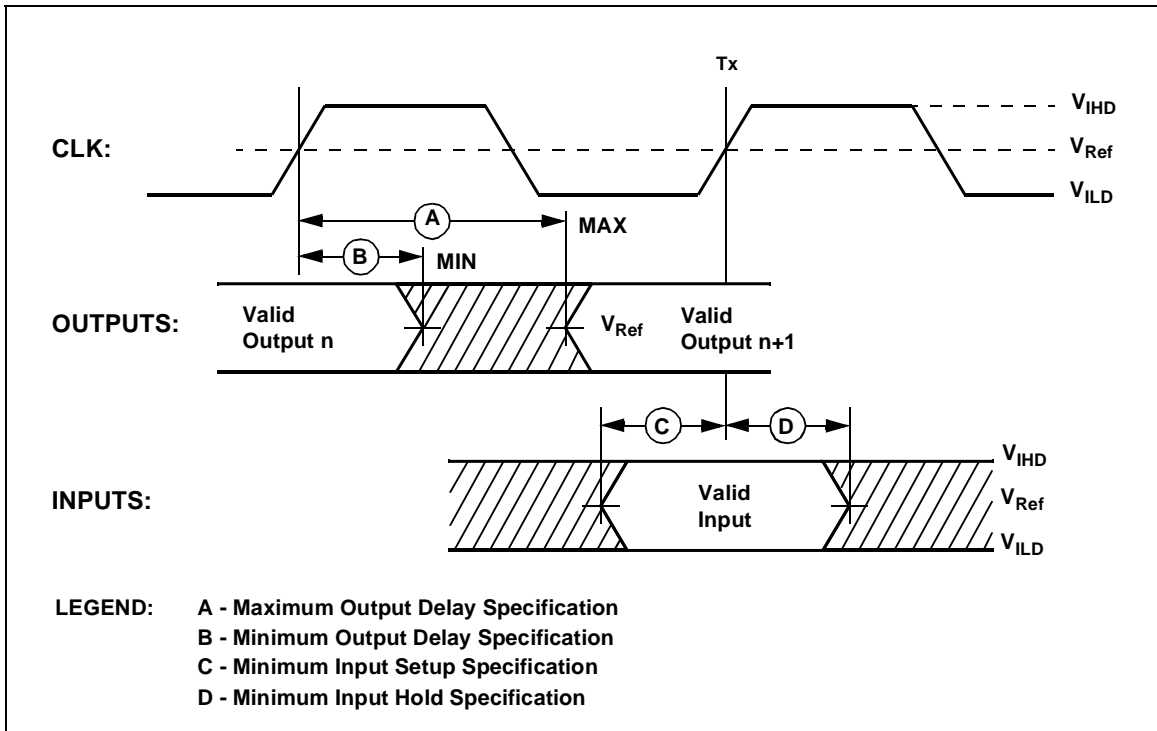 Tx
V_IHD
CLK:
V_Ref
V_ILD
A
MAX
B
MIN
OUTPUTS:
Valid
Output n
V_Ref
Valid
Output n+1
C
D
V_IHD
INPUTS:
Valid
Input
V_Ref
V_ILD
LEGEND:
A - Maximum Output Delay Specification
B - Minimum Output Delay Specification
C - Minimum Input Setup Specification
D - Minimum Input Hold Specification